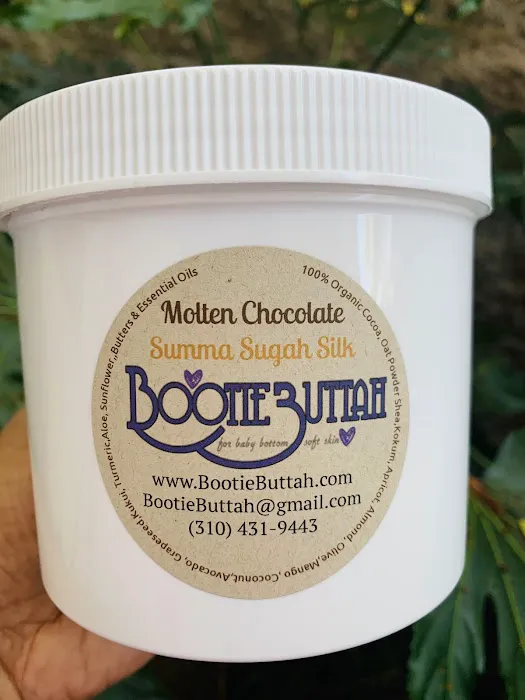 Molten Chocolate
Summa Sugah Silk
BOOTIE BUTTAH
for baby bottom soft skin
www.BootieButtah.com
BootieButtah@gmail.com
(310) 431-9443
100% Organic Cocoa,Oat Powder Shea,Kokum, Apricot, Almond, Olive,Mango, Coconut,Avocado, Grapeseed,Kukui, Turmeric,Aloe, Sunflower,,Butters & Essential Oils